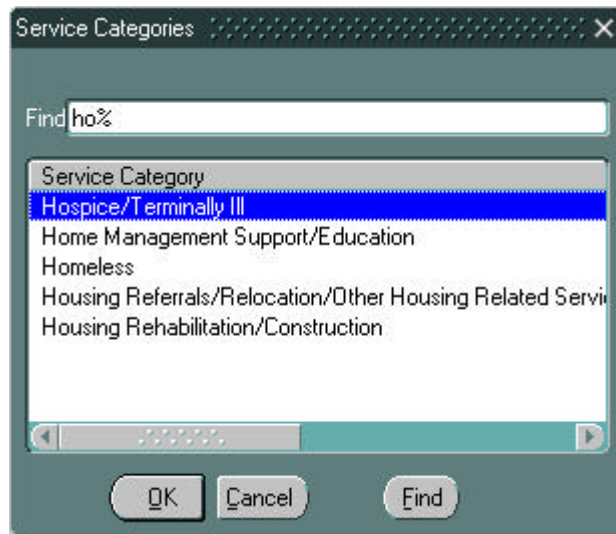 Service Categories
Find ho%
Service Category
Hospice/Terminally Ill
Home Management Support/Education
Homeless
Housing Referrals/Relocation/Other Housing Related Servi
Housing Rehabilitation/Construction
OK Cancel Find